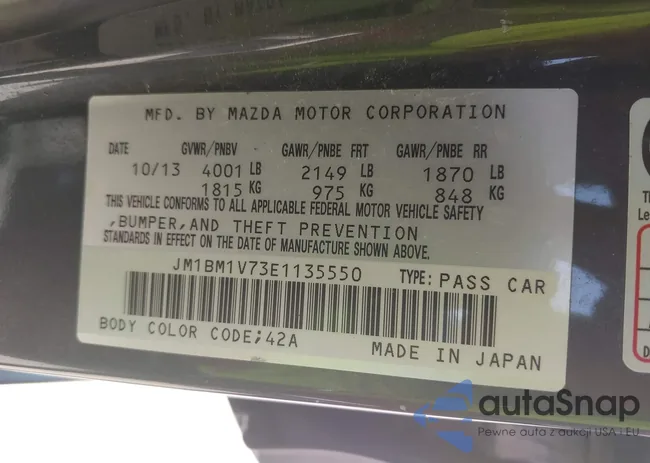 MFD. BY MAZDA MOTOR CORPORATION
DATE GVWR/PNBV GAWR/PNBE FRT GAWR/PNBE RR
10/13 4001 LB 2149 LB 1870 LB
1815 KG 975 KG 848 KG
THIS VEHICLE CONFORMS TO ALL APPLICABLE FEDERAL MOTOR VEHICLE SAFETY
,BUMPER,AND THEFT PREVENTION
STANDARDS IN EFFECT ON THE DATE OF MANUFACTURE SHOWN ABOVE.
JM1BM1V73E1135550 TYPE: PASS CAR
BODY COLOR CODE;42A
MADE IN JAPAN
autoSnap
Pewne auta z aukcji USA i EU